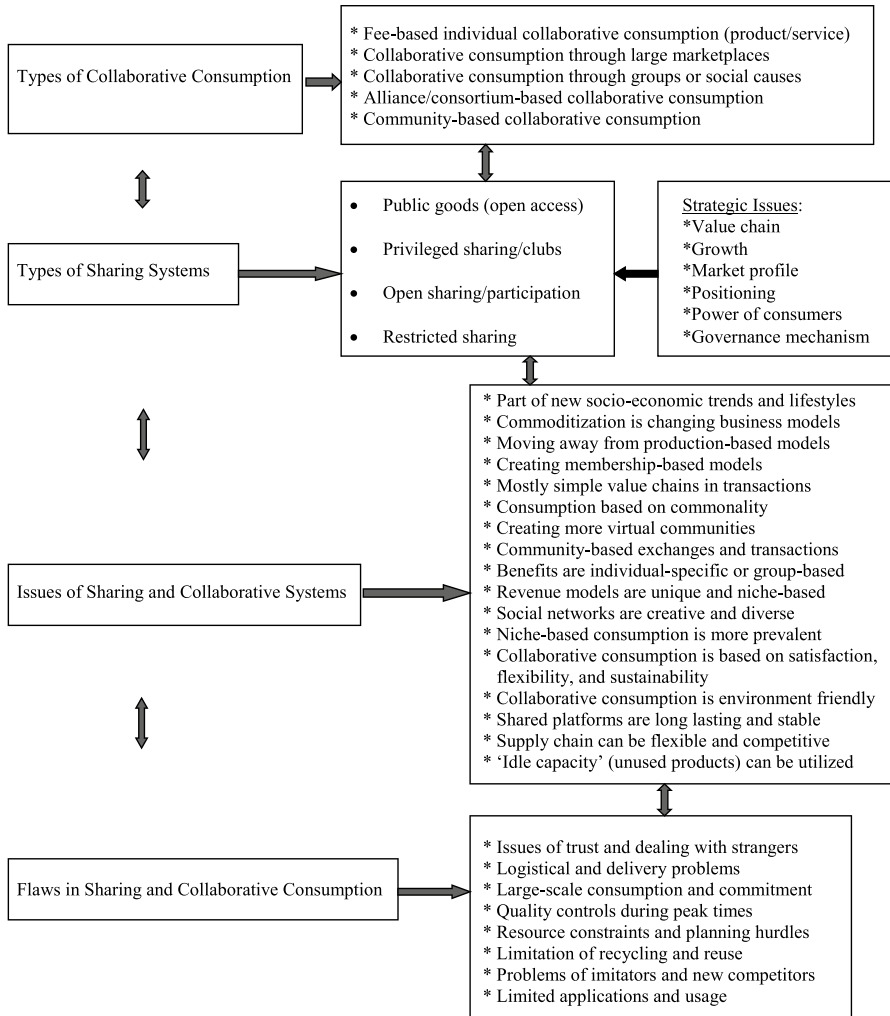 Types of Collaborative Consumption
* Fee-based individual collaborative consumption (product/service)
* Collaborative consumption through large marketplaces
* Collaborative consumption through groups or social causes
* Alliance/consortium-based collaborative consumption
* Community-based collaborative consumption
Types of Sharing Systems
• Public goods (open access)
• Privileged sharing/clubs
• Open sharing/participation
• Restricted sharing
Strategic Issues:
*Value chain
*Growth
*Market profile
*Positioning
*Power of consumers
*Governance mechanism
Issues of Sharing and Collaborative Systems
* Part of new socio-economic trends and lifestyles
* Commoditization is changing business models
* Moving away from production-based models
* Creating membership-based models
* Mostly simple value chains in transactions
* Consumption based on commonality
* Creating more virtual communities
* Community-based exchanges and transactions
* Benefits are individual-specific or group-based
* Revenue models are unique and niche-based
* Social networks are creative and diverse
* Niche-based consumption is more prevalent
* Collaborative consumption is based on satisfaction,
flexibility, and sustainability
* Collaborative consumption is environment friendly
* Shared platforms are long lasting and stable
* Supply chain can be flexible and competitive
* ‘Idle capacity’ (unused products) can be utilized
Flaws in Sharing and Collaborative Consumption
* Issues of trust and dealing with strangers
* Logistical and delivery problems
* Large-scale consumption and commitment
* Quality controls during peak times
* Resource constraints and planning hurdles
* Limitation of recycling and reuse
* Problems of imitators and new competitors
* Limited applications and usage